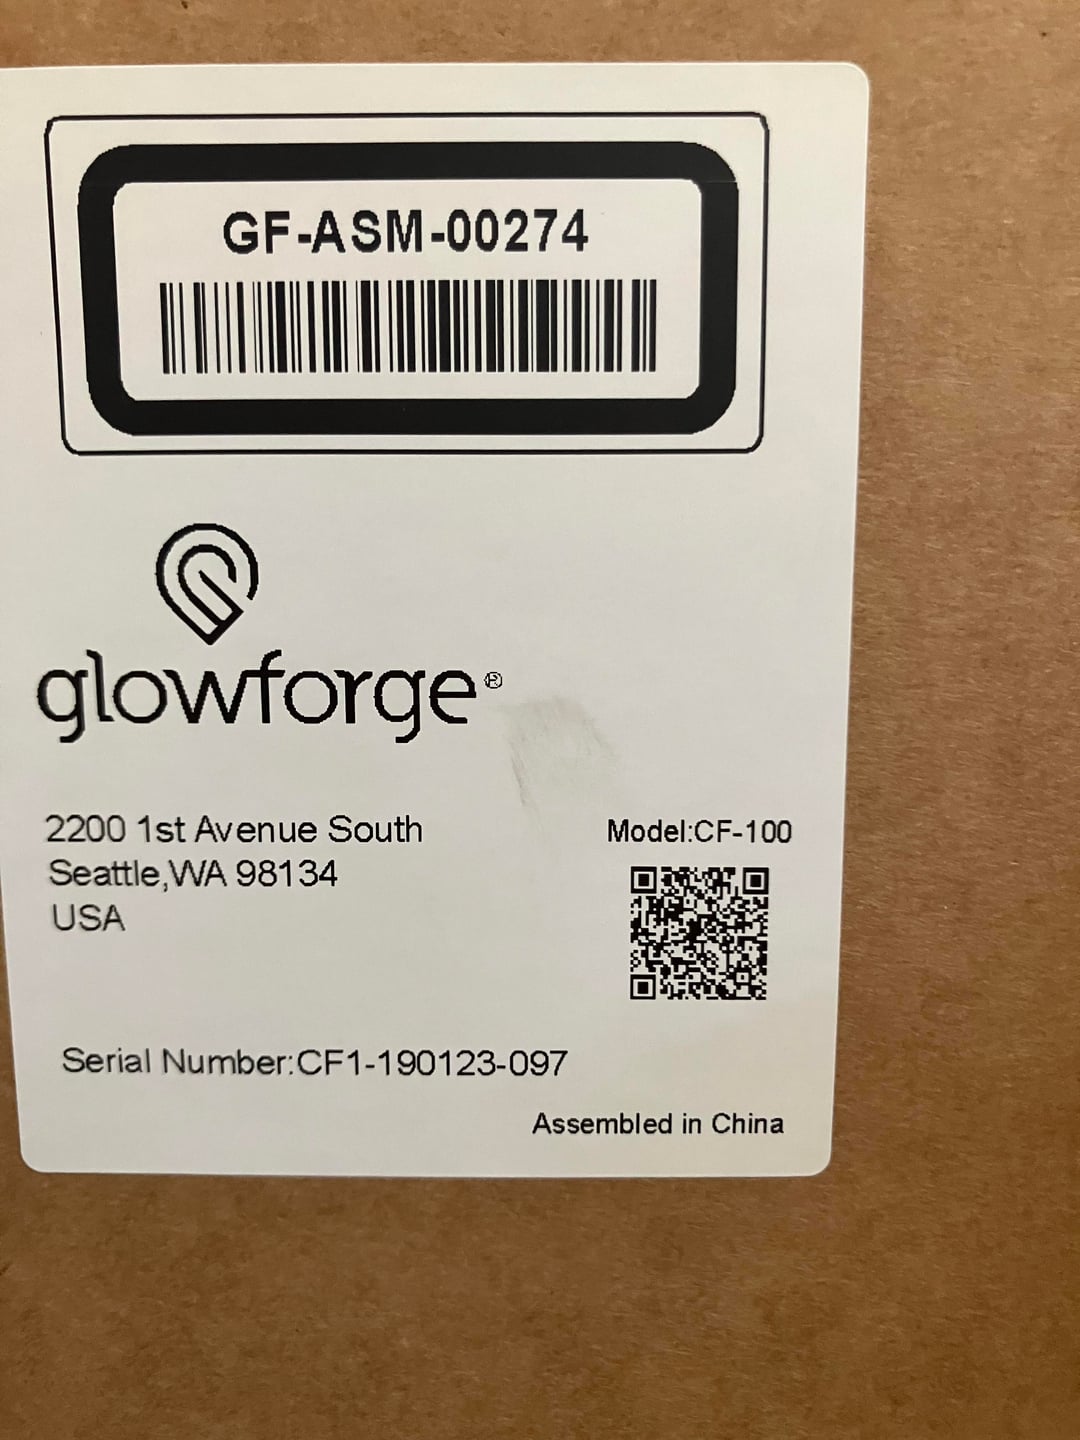 GF-ASM-00274
glowforge®
2200 1st Avenue South
Seattle,WA 98134
USA
Model:CF-100
Serial Number:CF1-190123-097
Assembled in China